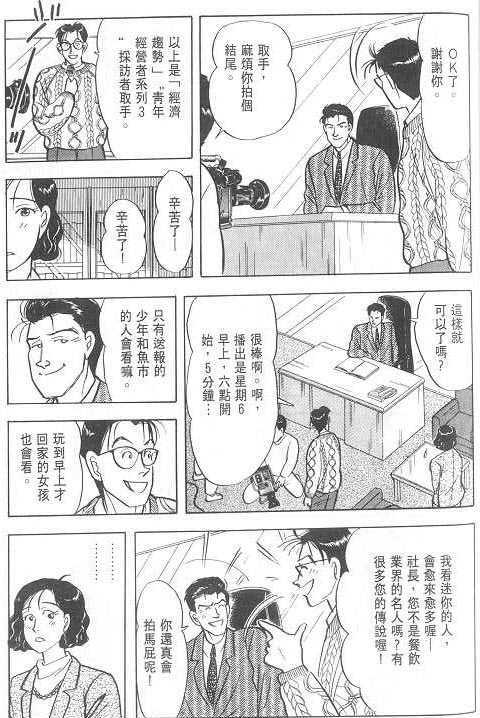 OK了。
謝謝你。
取手，
麻煩你拍個
結尾。
以上是「經濟
趨勢」〝青年
經營者系列3
〝採訪者取手。
辛苦了！
辛苦了！
這樣就
可以了嗎？
很棒啊。啊，
播出是星期6
早上，六點開
始，5分鐘…
只有送報的
少年和魚市
的人會看嘛。
玩到早上才
回家的女孩
也會看。
我看迷你的人，
會愈來愈多喔—
社長，您不是餐飲
業界的名人嗎？有
很多您的傳說喔！
你還真會
拍馬屁呢！
…………
…………